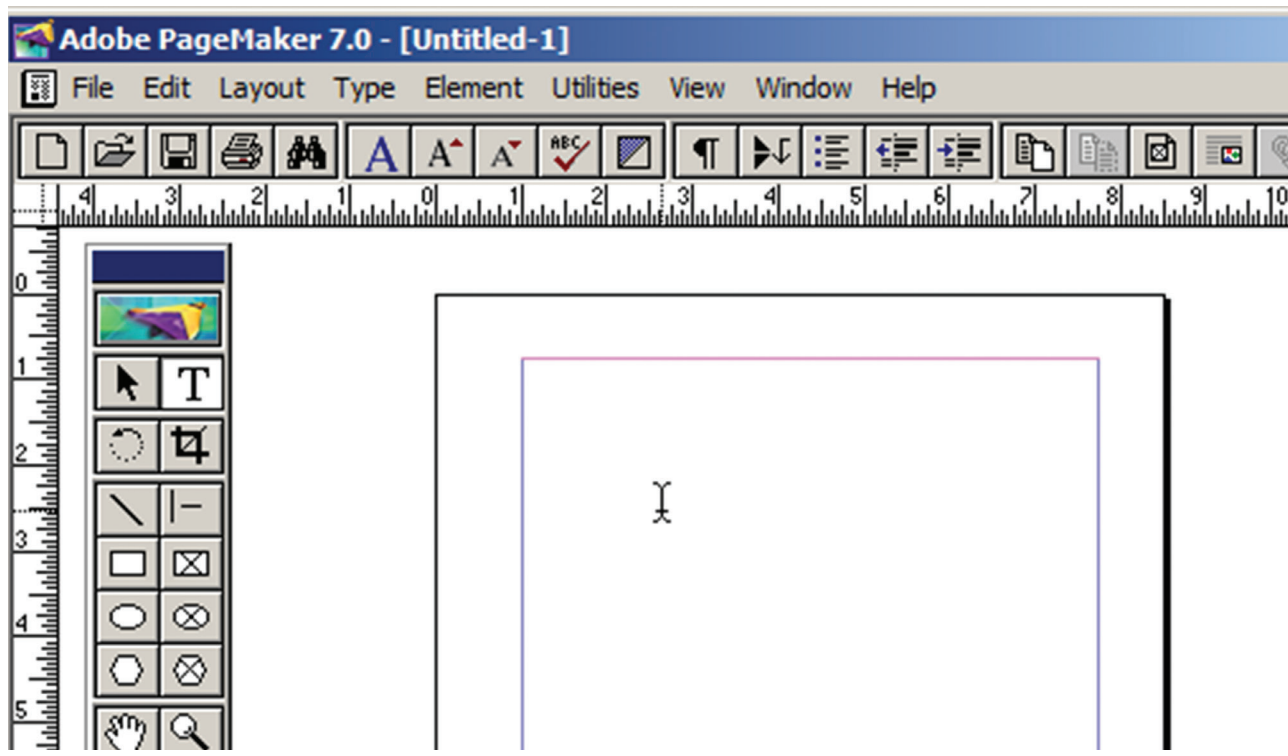 Adobe PageMaker 7.0 - [Untitled-1]
File Edit Layout Type Element Utilities View Window Help
A A A ABC ¶
4 3 2 1 0 1 2 3 4 5 6 7 8 9 10
0
1
T
2
3
4
5